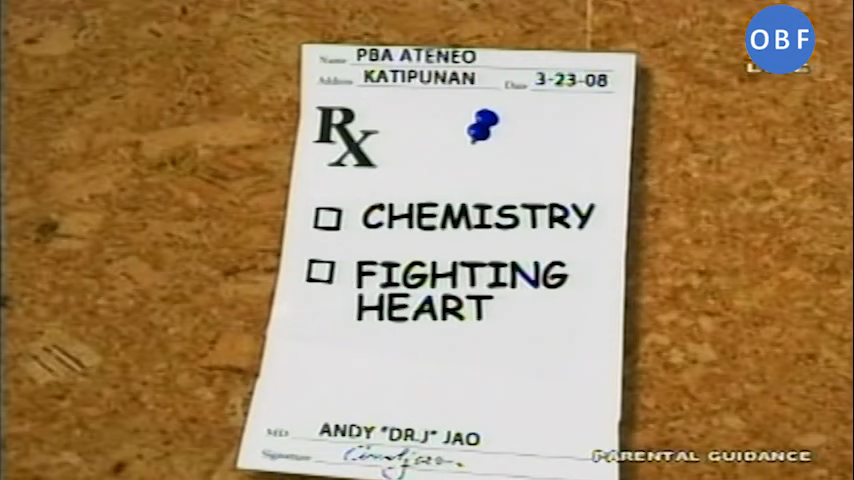 OBF
Name PBA ATENEO
Address KATIPUNAN Date 3-23-08
Rx
CHEMISTRY
FIGHTING
HEART
MD ANDY "DR.J" JAO
Signature
PARENTAL GUIDANCE